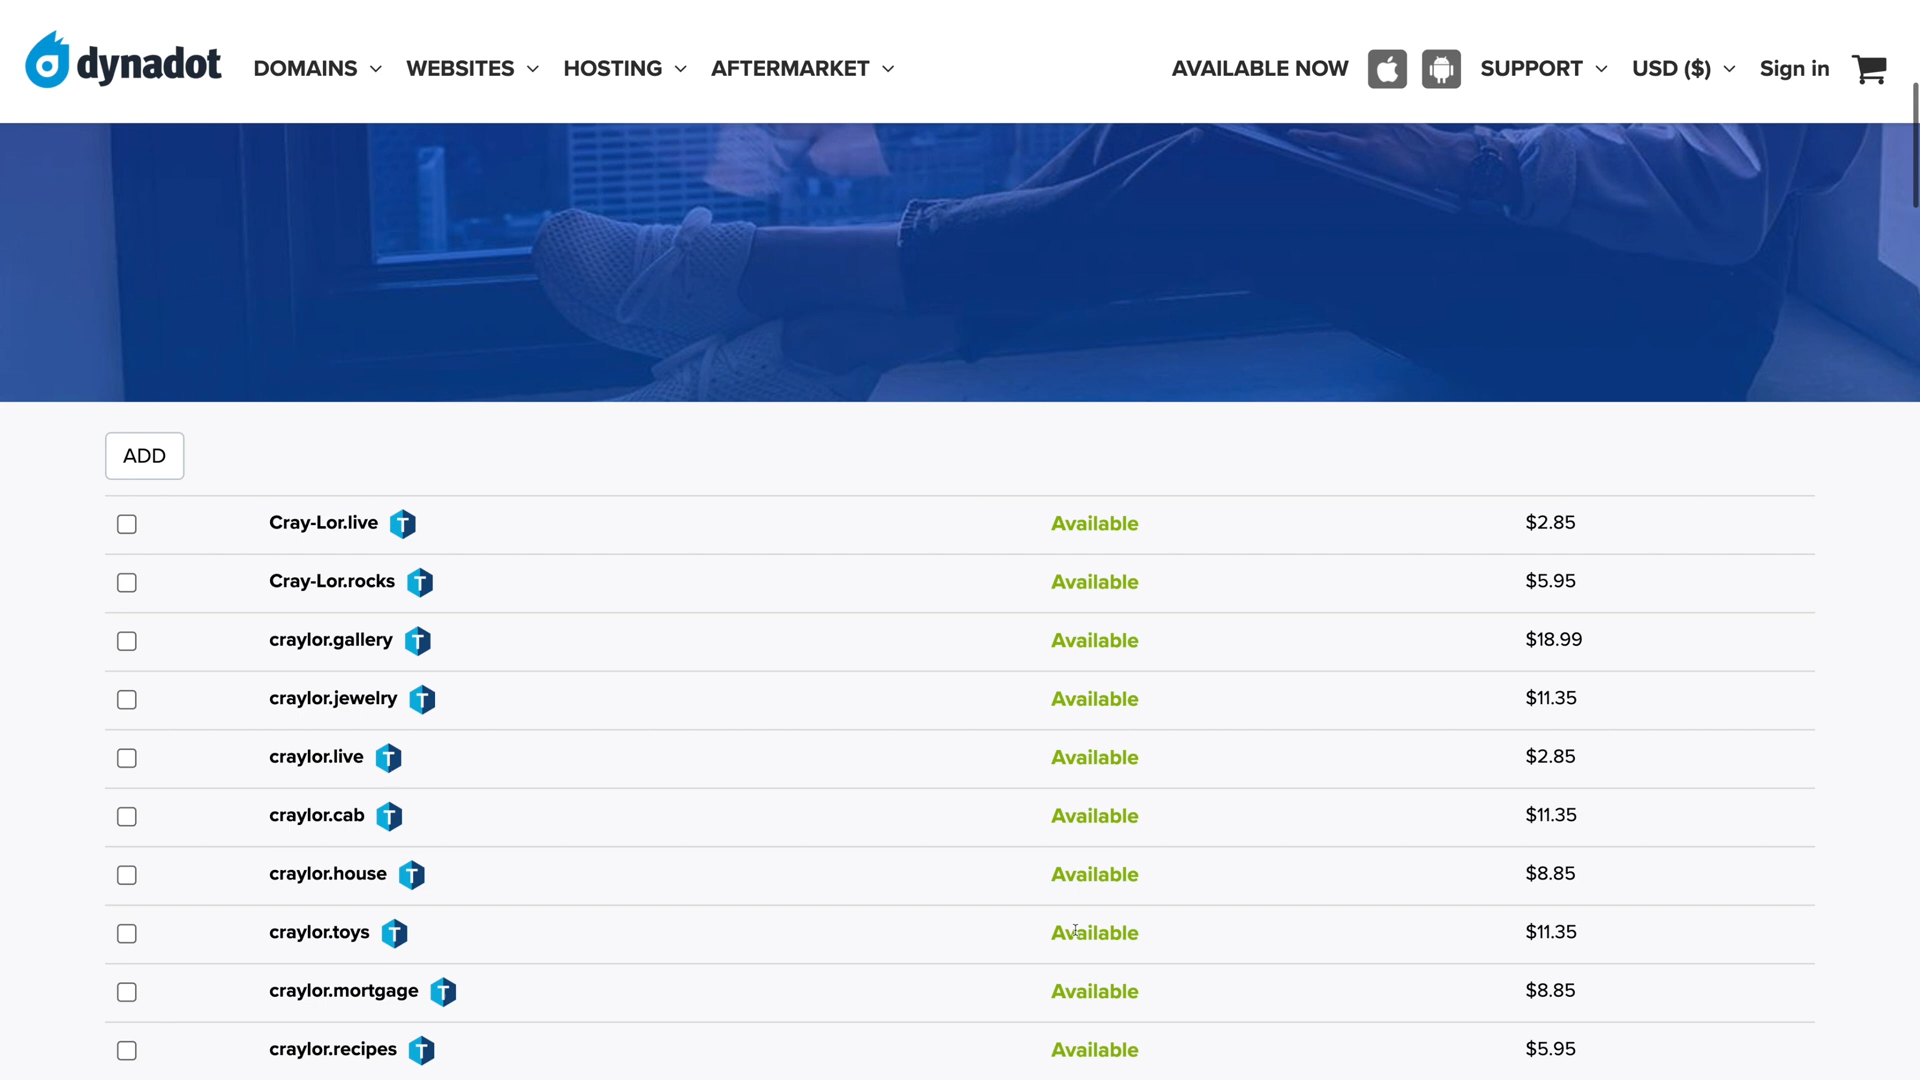 dynadot DOMAINS WEBSITES HOSTING AFTERMARKET AVAILABLE NOW SUPPORT USD ($) Sign in
ADD
Cray-Lor.live T Available $2.85
Cray-Lor.rocks T Available $5.95
craylor.gallery T Available $18.99
craylor.jewelry T Available $11.35
craylor.live T Available $2.85
craylor.cab T Available $11.35
craylor.house T Available $8.85
craylor.toys T Available $11.35
craylor.mortgage T Available $8.85
craylor.recipes T Available $5.95